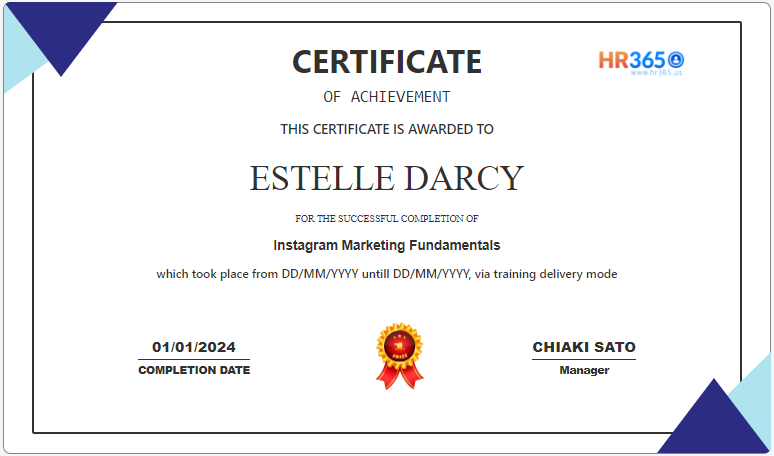 CERTIFICATE
HR365
www.hr365.us
OF ACHIEVEMENT
THIS CERTIFICATE IS AWARDED TO
ESTELLE DARCY
FOR THE SUCCESSFUL COMPLETION OF
Instagram Marketing Fundamentals
which took place from DD/MM/YYYY untill DD/MM/YYYY, via training delivery mode
01/01/2024
COMPLETION DATE
1
CHIAKI SATO
Manager